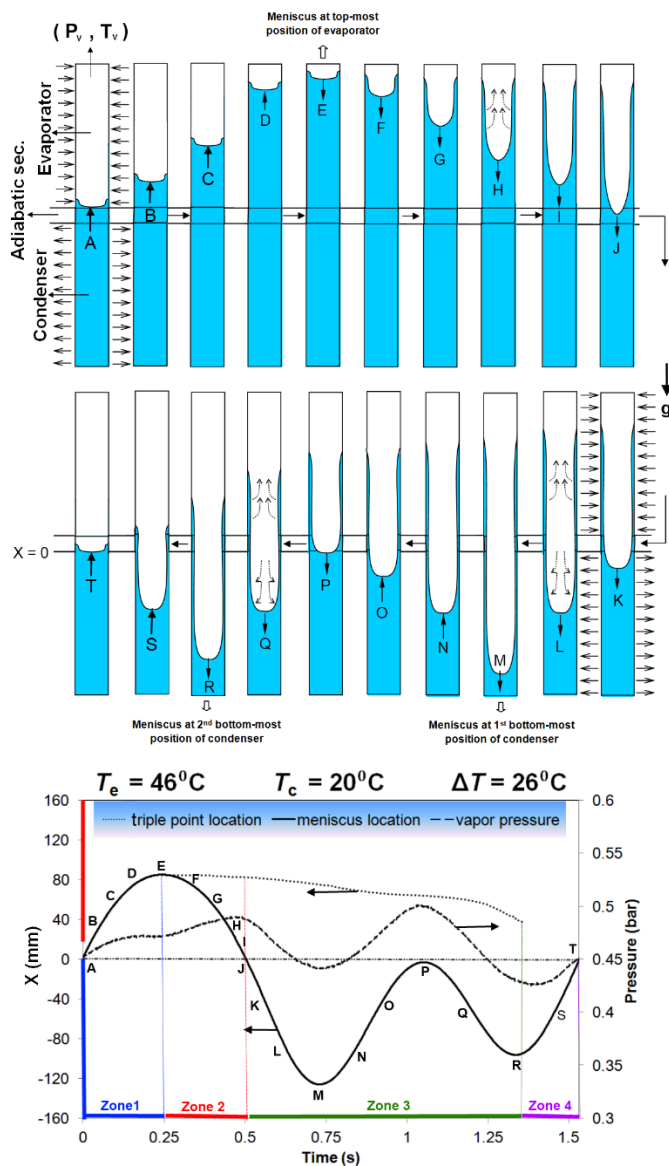 Meniscus at top-most
position of evaporator
( Pv , Tv )
Evaporator
Adiabatic sec.
Condenser
A
B
C
D
E
F
G
H
I
J
g
X = 0
T
S
R
Q
P
O
N
M
L
K
Meniscus at 2nd bottom-most
position of condenser
Meniscus at 1st bottom-most
position of condenser
Te = 46⁰C
Tc = 20⁰C
ΔT = 26⁰C
triple point location
meniscus location
vapor pressure
X (mm)
160
120
80
40
0
-40
-80
-120
-160
Pressure (bar)
0.6
0.55
0.5
0.45
0.4
0.35
0.3
A
B
C
D
E
F
G
H
I
J
K
L
M
N
O
P
Q
R
S
T
Zone1
Zone 2
Zone 3
Zone 4
0
0.25
0.5
0.75
1
1.25
1.5
Time (s)